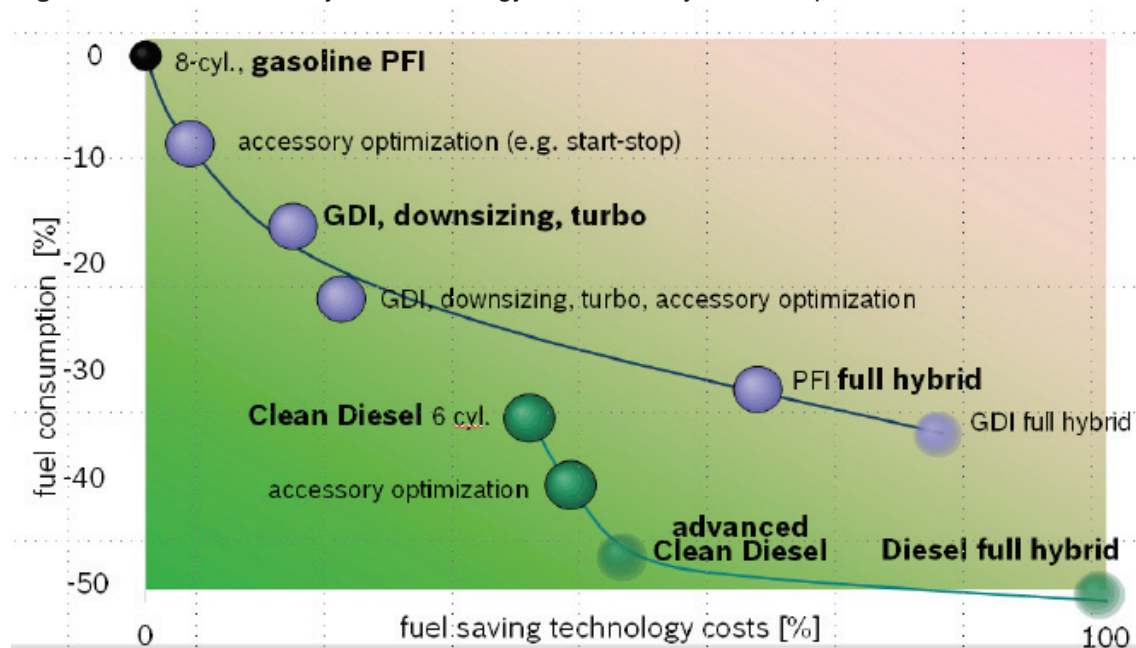 0
8-cyl., gasoline PFI
accessory optimization (e.g. start-stop)
-10
GDI, downsizing, turbo
-20
GDI, downsizing, turbo, accessory optimization
fuel consumption [%]
-30
PFI full hybrid
Clean Diesel 6 cyl.
GDI full hybrid
-40
accessory optimization
advanced
Clean Diesel
Diesel full hybrid
-50
0
fuel saving technology costs [%]
100